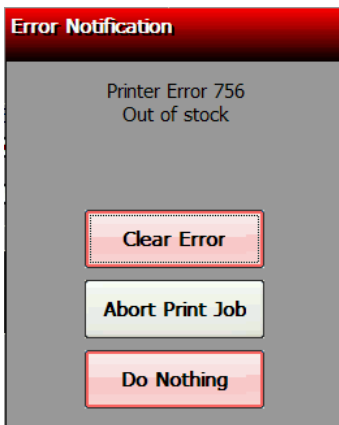 Error Notification
Printer Error 756
Out of stock
Clear Error
Abort Print Job
Do Nothing